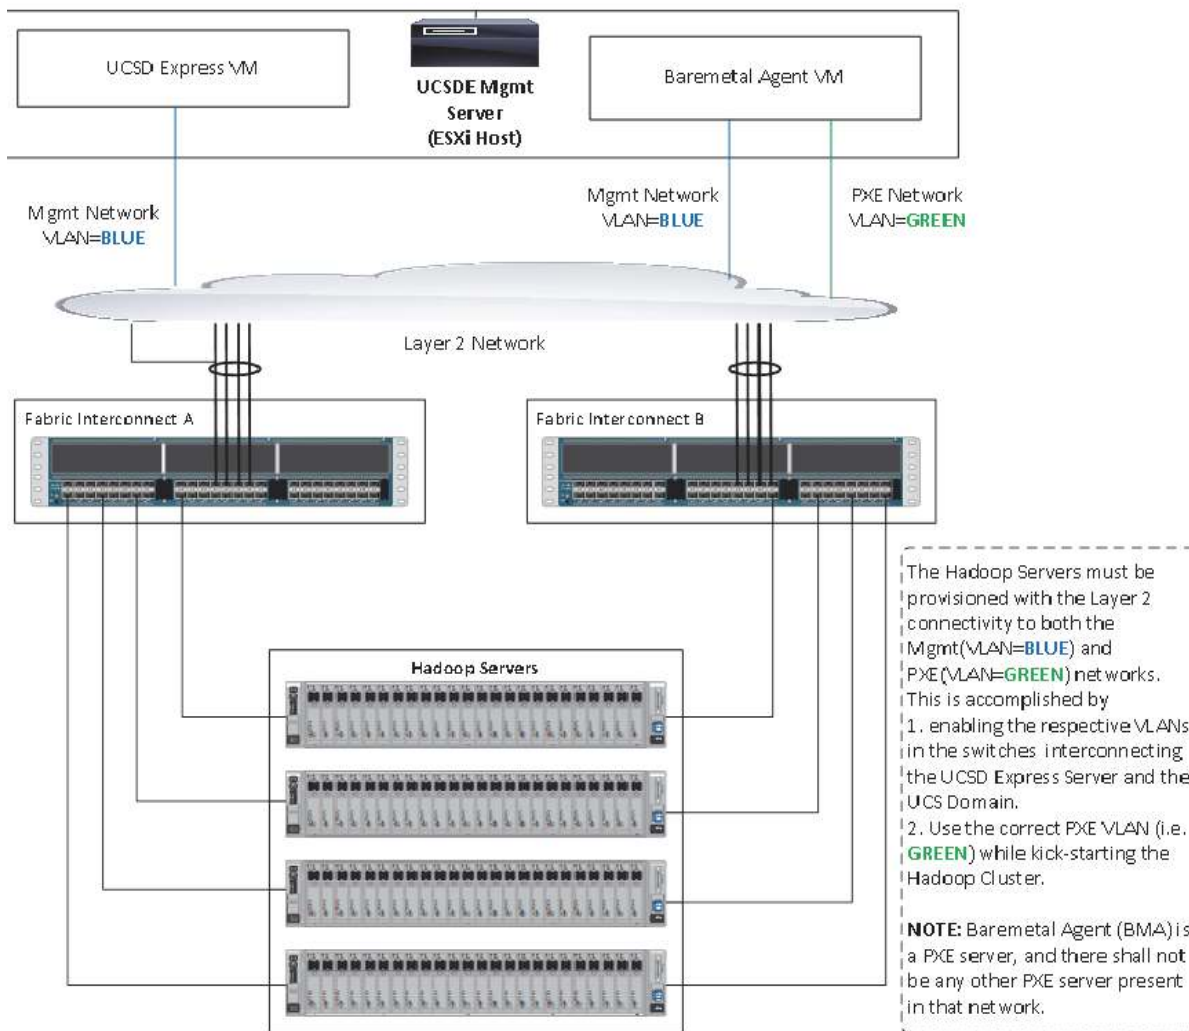 UCSD Express VM
UCSDE Mgmt
Server
(ESXi Host)
Baremetal Agent VM
Mgmt Network
VLAN=BLUE
Mgmt Network
VLAN=BLUE
PXE Network
VLAN=GREEN
Layer 2 Network
Fabric Interconnect A
Fabric Interconnect B
Hadoop Servers
The Hadoop Servers must be
provisioned with the Layer 2
connectivity to both the
Mgmt(VLAN=BLUE) and
PXE(VLAN=GREEN) networks.
This is accomplished by
1. enabling the respective VLANs
in the switches interconnecting
the UCSD Express Server and the
UCS Domain.
2. Use the correct PXE VLAN (i.e.
GREEN) while kick-starting the
Hadoop Cluster.
NOTE: Baremetal Agent (BMA) is
a PXE server, and there shall not
be any other PXE server present
in that network.